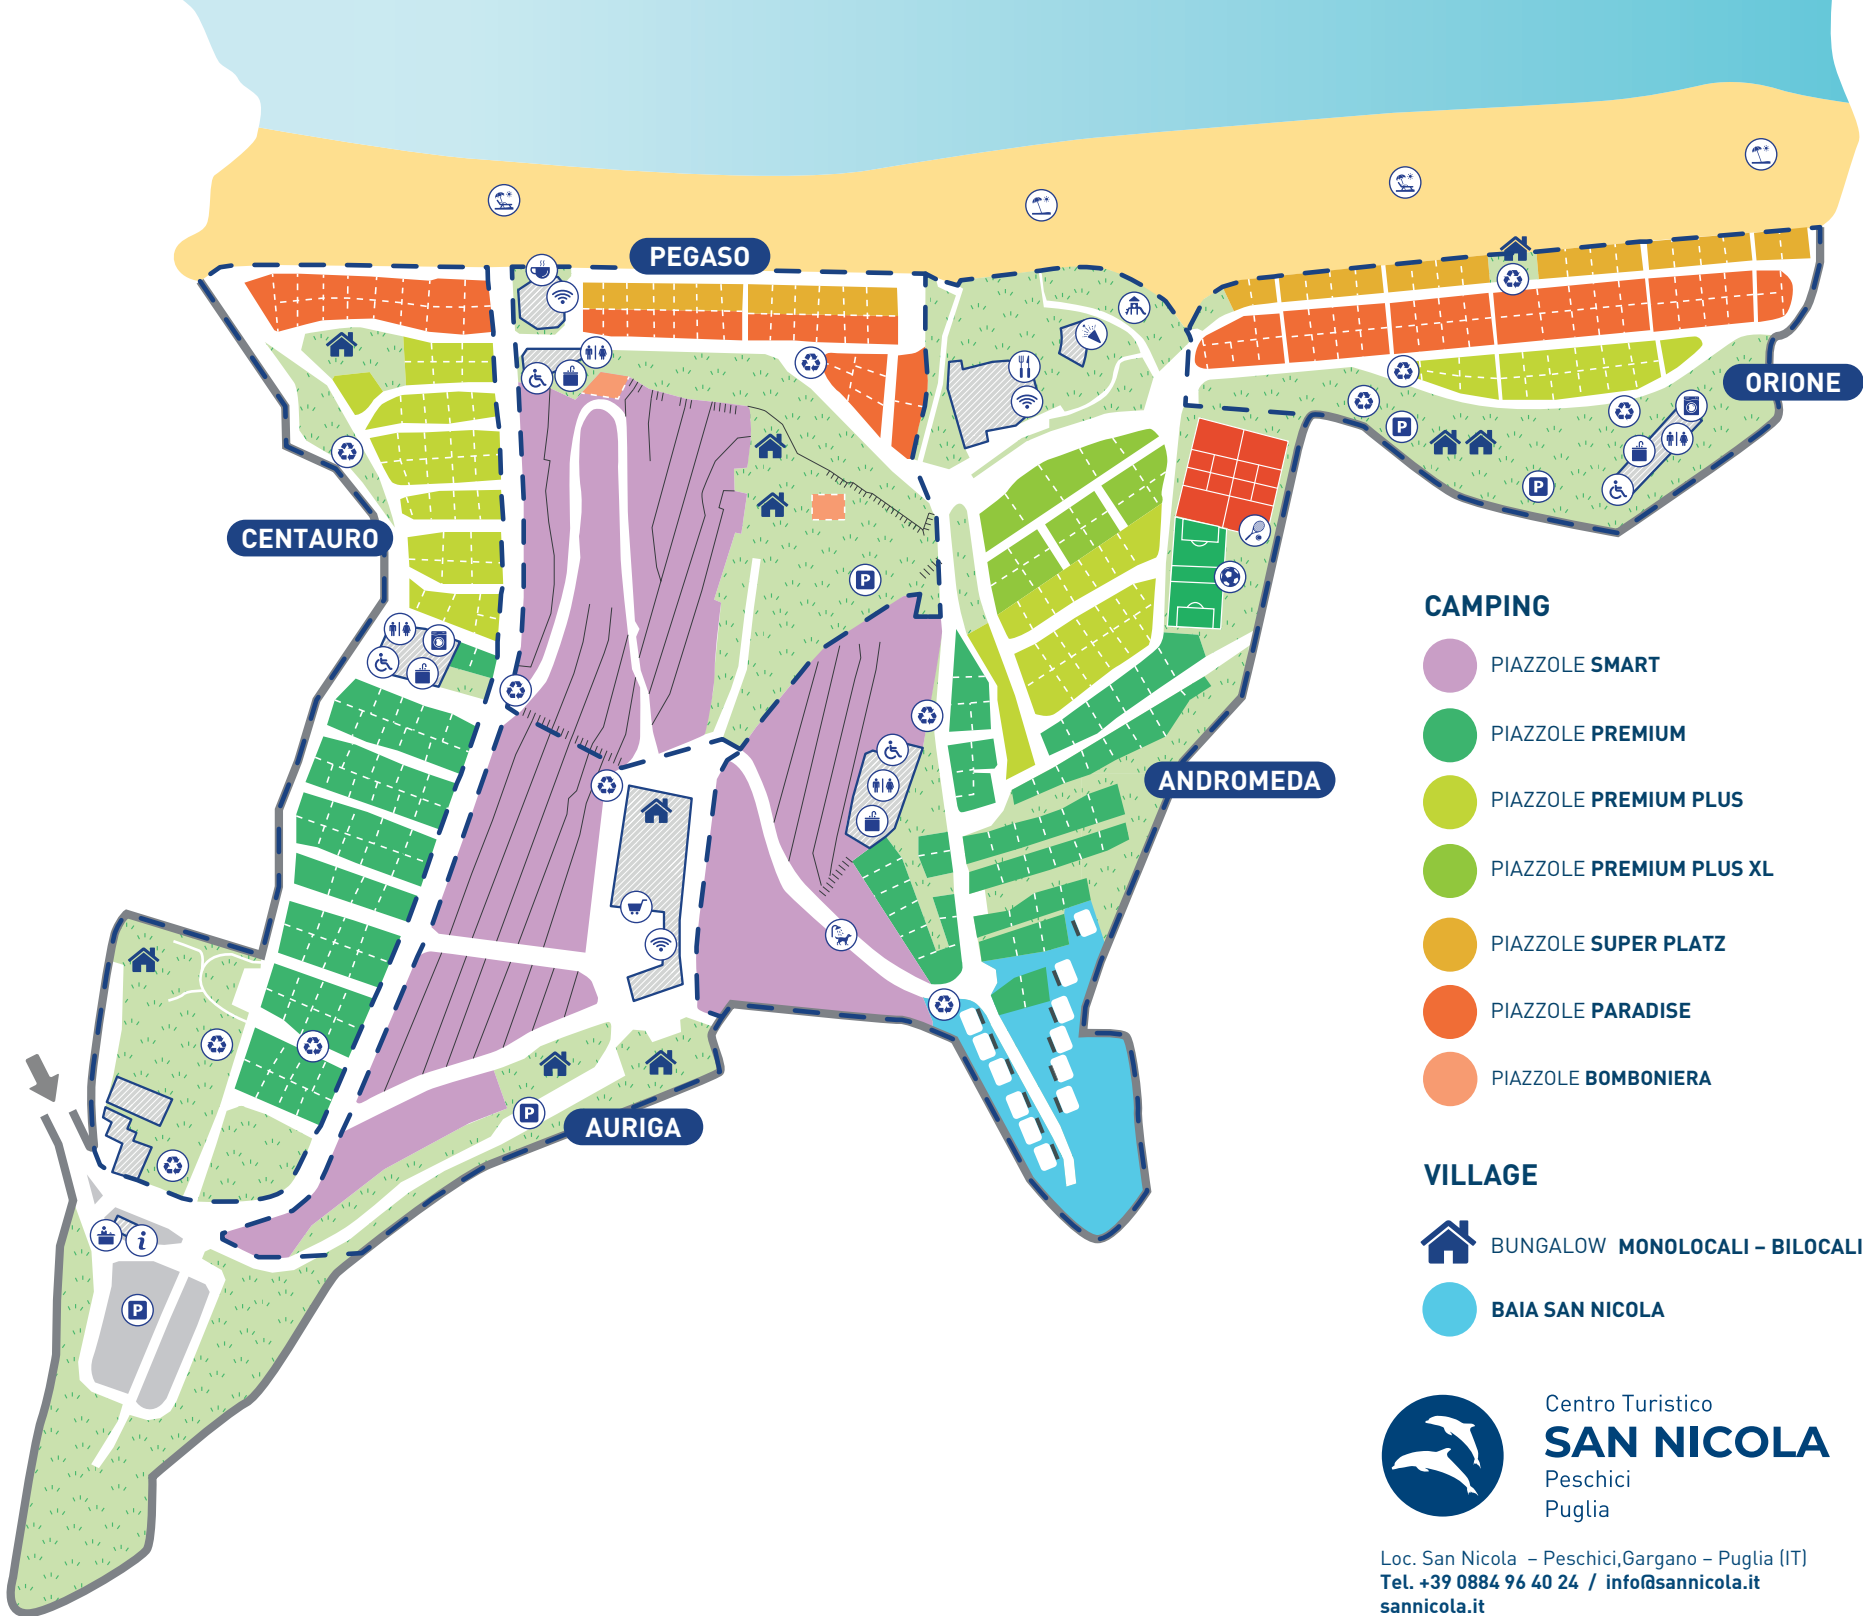 PEGASO
ORIONE
CENTAURO
ANDROMEDA
AURIGA
P
P
P
P
P
i
CAMPING
PIAZZOLE SMART
PIAZZOLE PREMIUM
PIAZZOLE PREMIUM PLUS
PIAZZOLE PREMIUM PLUS XL
PIAZZOLE SUPER PLATZ
PIAZZOLE PARADISE
PIAZZOLE BOMBONIERA
VILLAGE
BUNGALOW MONOLOCALI – BILOCALI
BAIA SAN NICOLA
Centro Turistico
SAN NICOLA
Peschici
Puglia
Loc. San Nicola – Peschici,Gargano – Puglia (IT)
Tel. +39 0884 96 40 24 / info@sannicola.it
sannicola.it